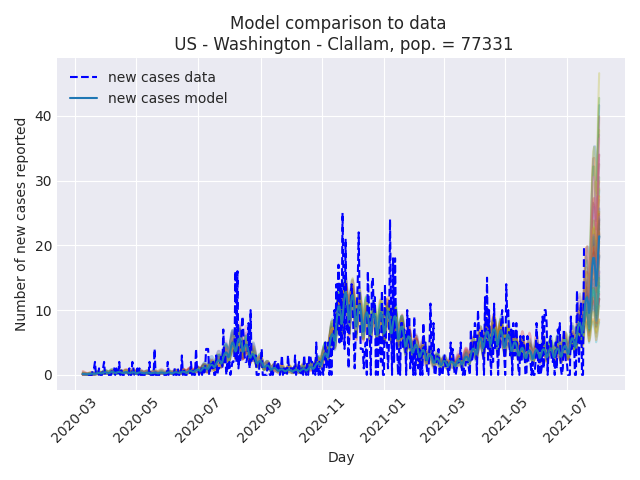 Model comparison to data
US - Washington - Clallam, pop. = 77331
new cases data
new cases model
Number of new cases reported
40
30
20
10
0
2020-03
2020-05
2020-07
2020-09
2020-11
2021-01
2021-03
2021-05
2021-07
Day